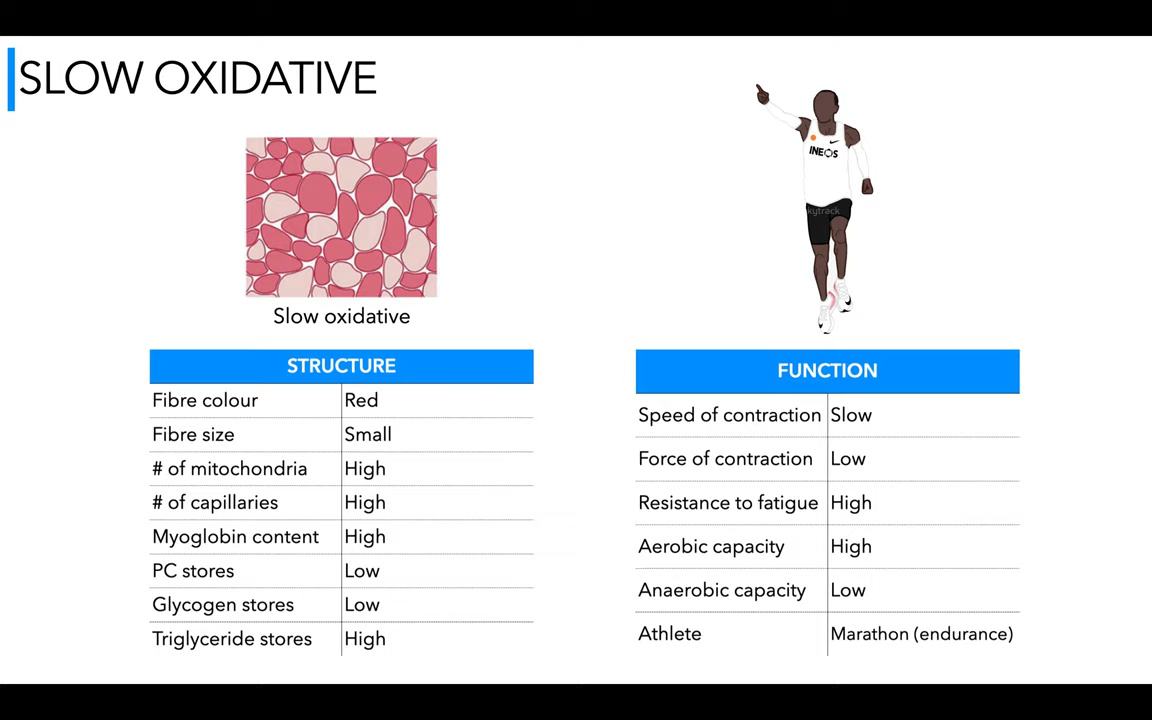 SLOW OXIDATIVE
INEOS
kytrack
Slow oxidative
STRUCTURE
Fibre colour Red
Fibre size Small
# of mitochondria High
# of capillaries High
Myoglobin content High
PC stores Low
Glycogen stores Low
Triglyceride stores High
FUNCTION
Speed of contraction Slow
Force of contraction Low
Resistance to fatigue High
Aerobic capacity High
Anaerobic capacity Low
Athlete Marathon (endurance)